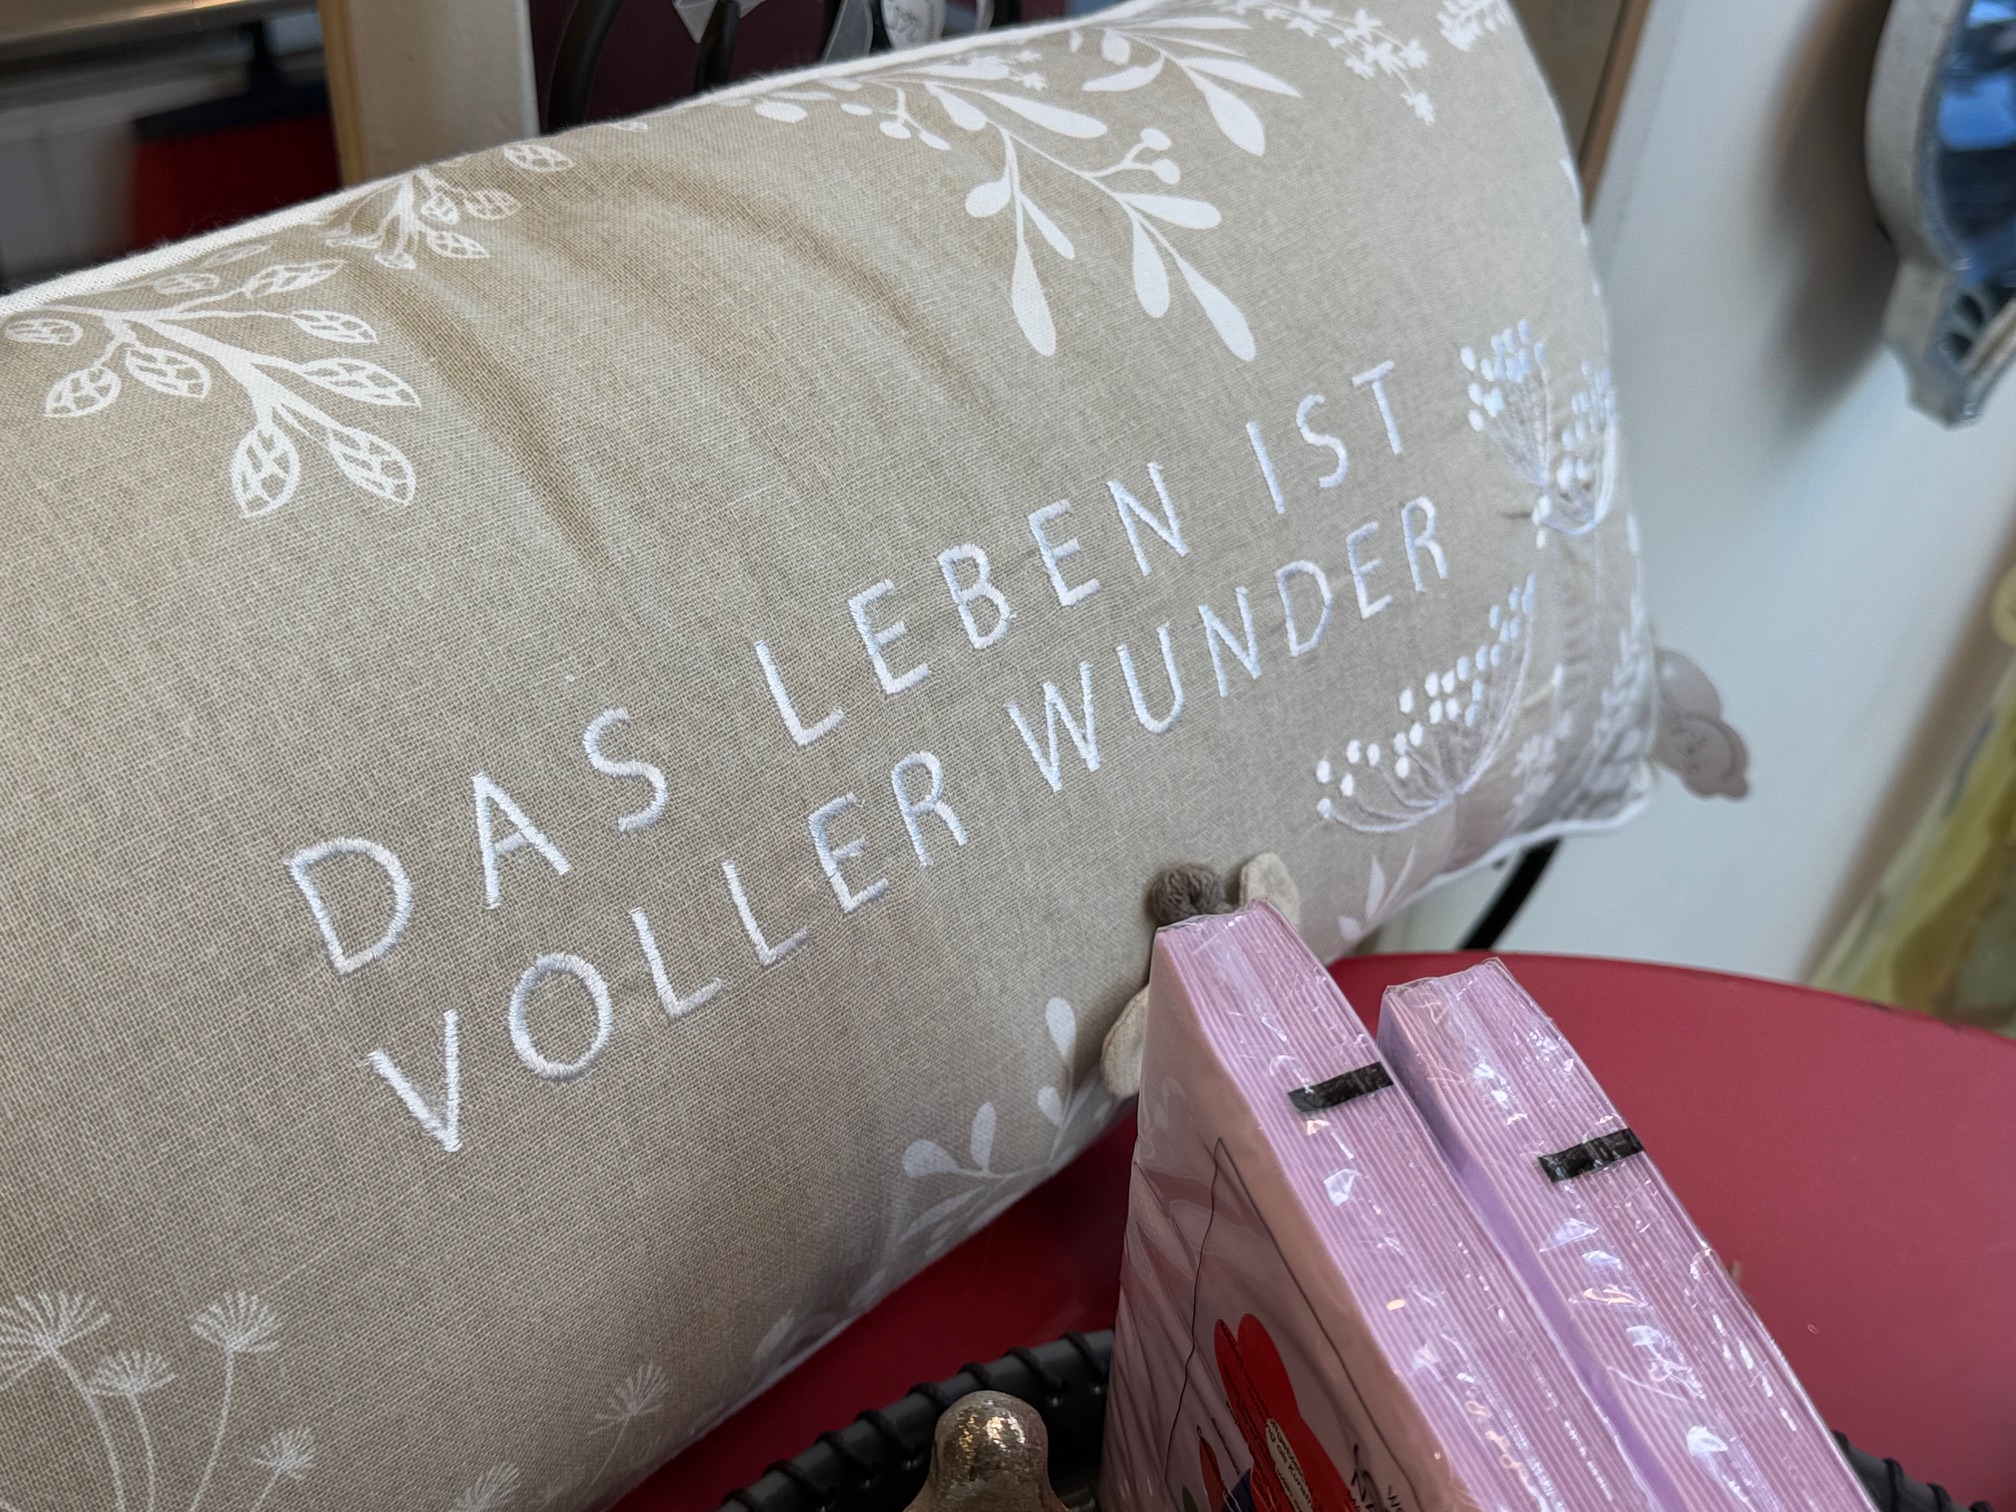 DAS LEBEN IST
VOLLER WUNDER